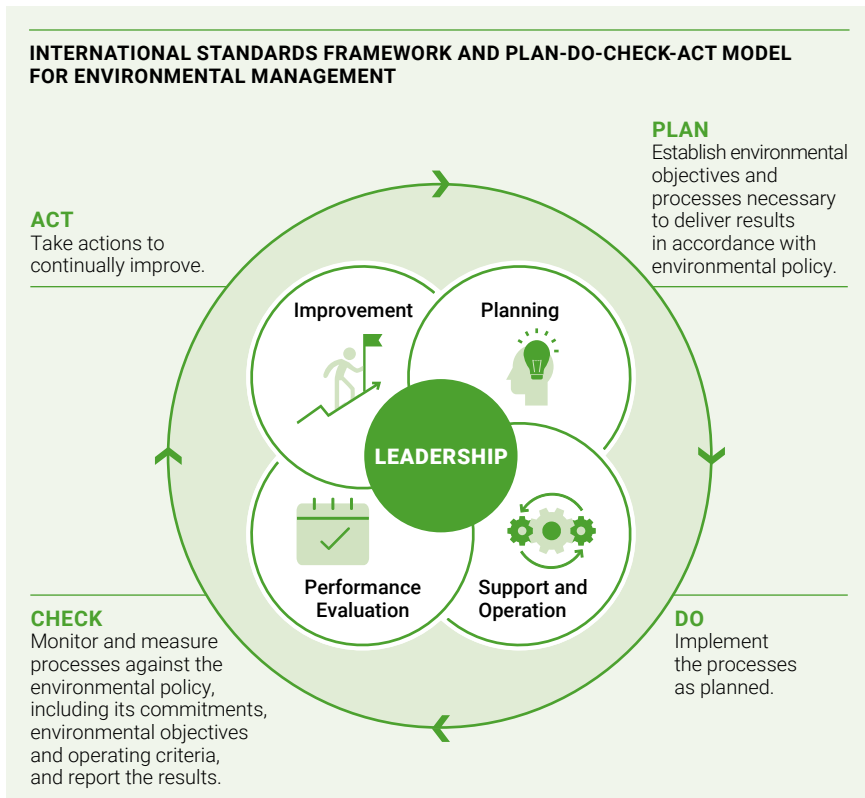 INTERNATIONAL STANDARDS FRAMEWORK AND PLAN-DO-CHECK-ACT MODEL
FOR ENVIRONMENTAL MANAGEMENT
PLAN
Establish environmental
objectives and
processes necessary
to deliver results
in accordance with
environmental policy.
ACT
Take actions to
continually improve.
Improvement
Planning
LEADERSHIP
Performance
Evaluation
Support and
Operation
CHECK
Monitor and measure
processes against the
environmental policy,
including its commitments,
environmental objectives
and operating criteria,
and report the results.
DO
Implement
the processes
as planned.